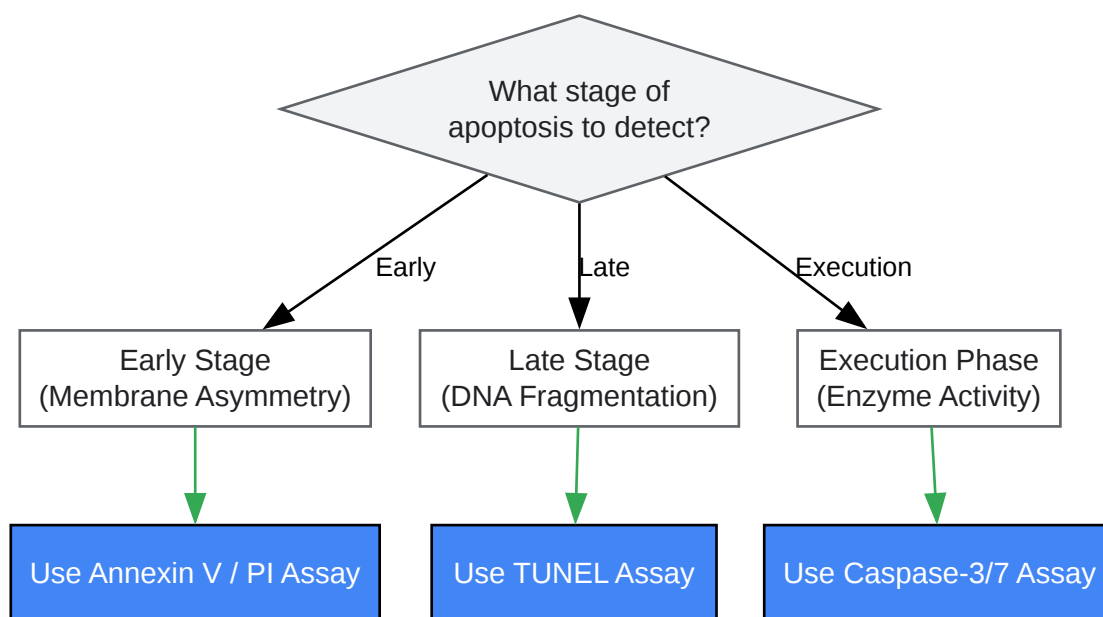 What stage of
apoptosis to detect?
Early
Late
Execution
Early Stage
(Membrane Asymmetry)
Late Stage
(DNA Fragmentation)
Execution Phase
(Enzyme Activity)
Use Annexin V / PI Assay
Use TUNEL Assay
Use Caspase-3/7 Assay